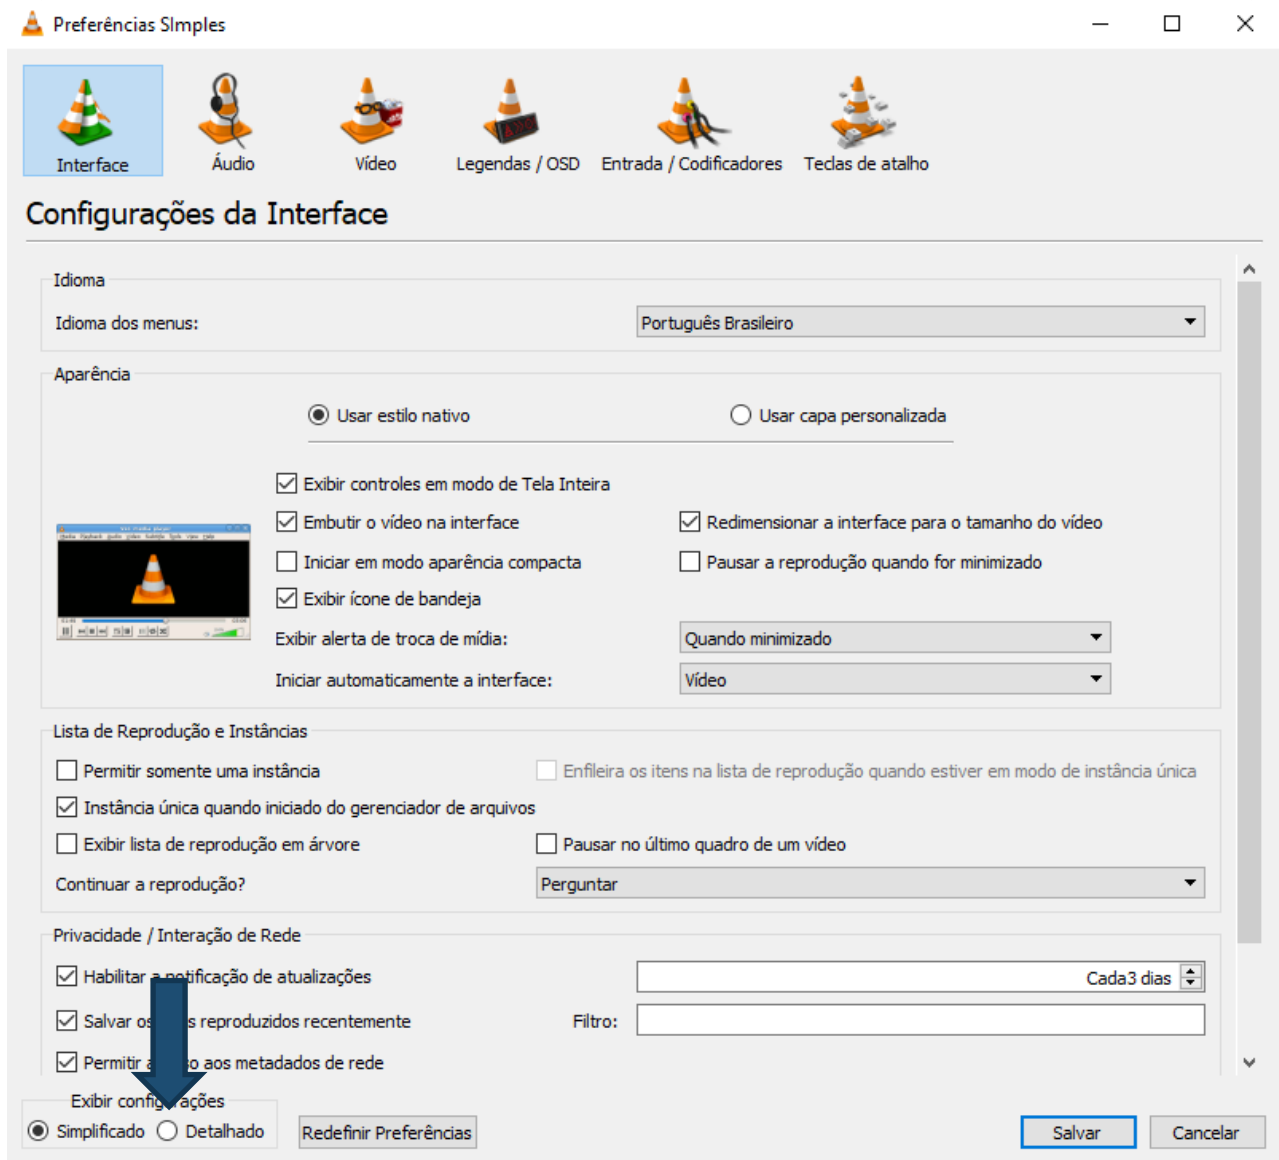 Preferências SImples
Interface
Áudio
Vídeo
Legendas / OSD
Entrada / Codificadores
Teclas de atalho
Configurações da Interface
Idioma
Idioma dos menus:
Português Brasileiro
Aparência
Usar estilo nativo
Usar capa personalizada
Exibir controles em modo de Tela Inteira
Embutir o vídeo na interface
Redimensionar a interface para o tamanho do vídeo
Iniciar em modo aparência compacta
Pausar a reprodução quando for minimizado
Exibir ícone de bandeja
Exibir alerta de troca de mídia:
Quando minimizado
Iniciar automaticamente a interface:
Vídeo
Lista de Reprodução e Instâncias
Permitir somente uma instância
Enfileira os itens na lista de reprodução quando estiver em modo de instância única
Instância única quando iniciado do gerenciador de arquivos
Exibir lista de reprodução em árvore
Pausar no último quadro de um vídeo
Continuar a reprodução?
Perguntar
Privacidade / Interação de Rede
Habilitar a notificação de atualizações
Cada3 dias
Salvar reproduzidos recentemente
Filtro:
Permitir aos metadados de rede
Exibir configurações
Simplificado
Detalhado
Redefinir Preferências
Salvar
Cancelar